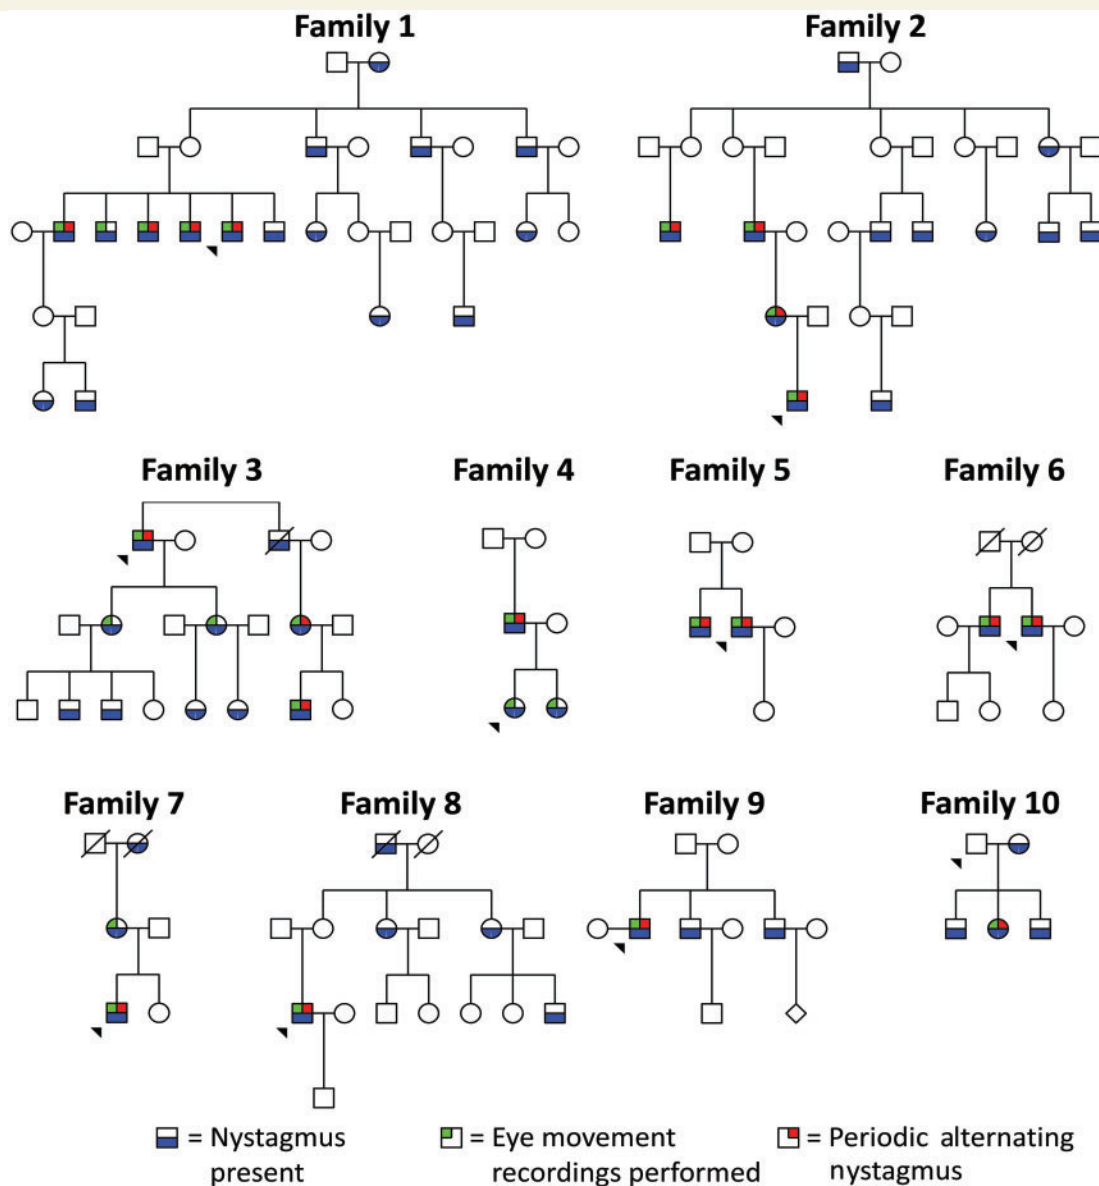 Family 1
Family 2
Family 3
Family 4
Family 5
Family 6
Family 7
Family 8
Family 9
Family 10
= Nystagmus present
= Eye movement recordings performed
= Periodic alternating nystagmus